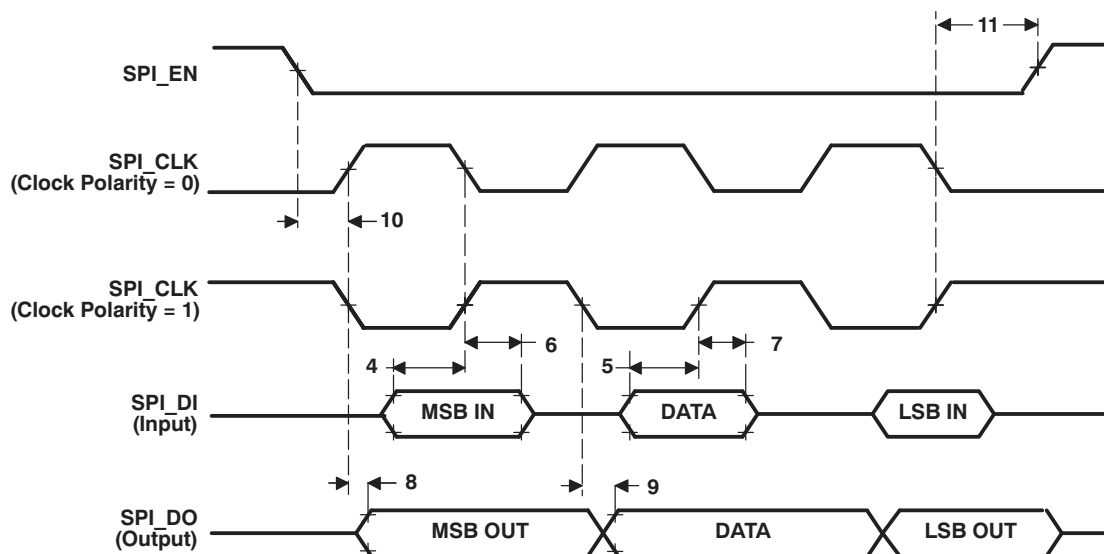 11
SPI_EN
SPI_CLK
(Clock Polarity = 0)
10
SPI_CLK
(Clock Polarity = 1)
6
7
4
5
SPI_DI
(Input)
MSB IN
DATA
LSB IN
8
9
SPI_DO
(Output)
MSB OUT
DATA
LSB OUT